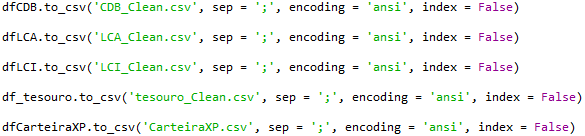 dfCDB.to_csv('CDB_Clean.csv', sep = ';', encoding = 'ansi', index = False)
dfLCA.to_csv('LCA_Clean.csv', sep = ';', encoding = 'ansi', index = False)
dfLCI.to_csv('LCI_Clean.csv', sep = ';', encoding = 'ansi', index = False)
df_tesouro.to_csv('tesouro_Clean.csv', sep = ';', encoding = 'ansi', index = False)
dfCarteiraXP.to_csv('CarteiraXP.csv', sep = ';', encoding = 'ansi', index = False)